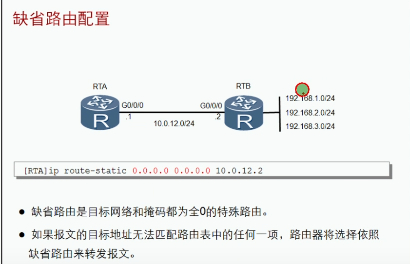 缺省路由配置
RTA
RTB
G0/0/0
G0/0/0
.1
.2
10.0.12.0/24
192.168.1.0/24
192.168.2.0/24
192.168.3.0/24
R
R
[RTA]ip route-static 0.0.0.0 0.0.0.0 10.0.12.2
● 缺省路由是目标网络和掩码都为全0的特殊路由。
● 如果报文的目标地址无法匹配路由表中的任何一项，路由器将选择依照
缺省路由来转发报文。